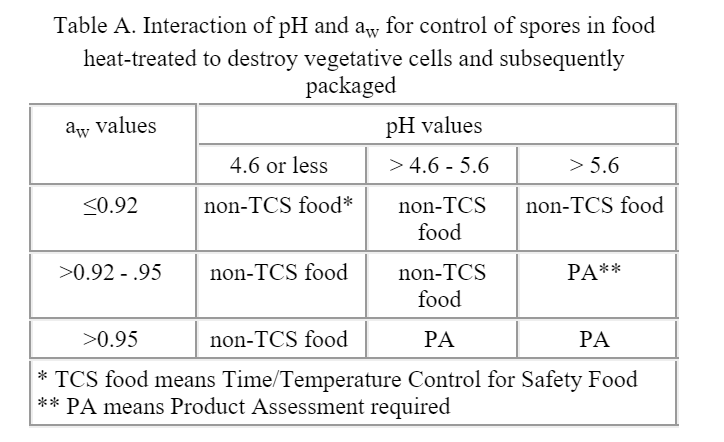 Table A. Interaction of pH and aw for control of spores in food
heat-treated to destroy vegetative cells and subsequently
packaged
aw values
pH values
4.6 or less
> 4.6 - 5.6
> 5.6
≤0.92
non-TCS food*
non-TCS
food
non-TCS food
>0.92 - .95
non-TCS food
non-TCS
food
PA**
>0.95
non-TCS food
PA
PA
* TCS food means Time/Temperature Control for Safety Food
** PA means Product Assessment required